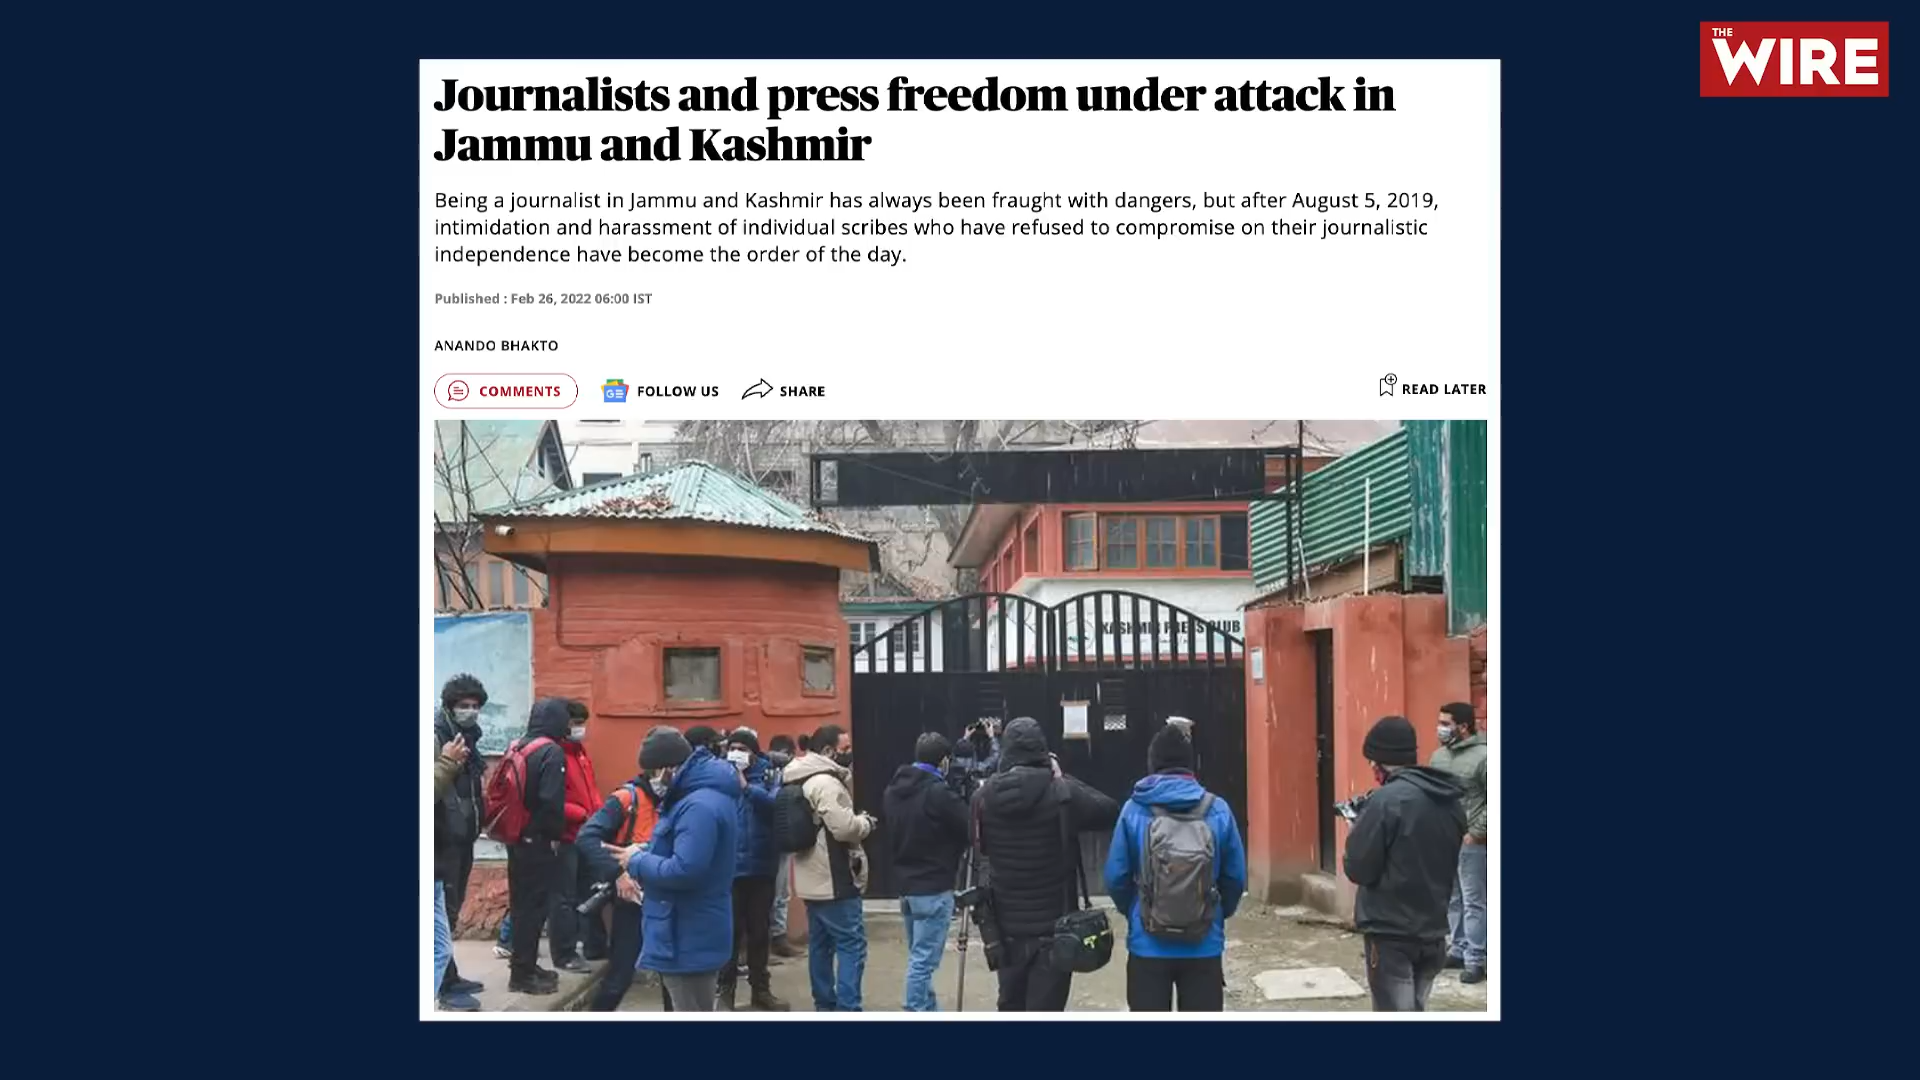 THE
WIRE
Journalists and press freedom under attack in
Jammu and Kashmir
Being a journalist in Jammu and Kashmir has always been fraught with dangers, but after August 5, 2019,
intimidation and harassment of individual scribes who have refused to compromise on their journalistic
independence have become the order of the day.
Published : Feb 26, 2022 06:00 IST
ANANDO BHAKTO
COMMENTS FOLLOW US SHARE READ LATER
KASHMIR PRESS CLUB